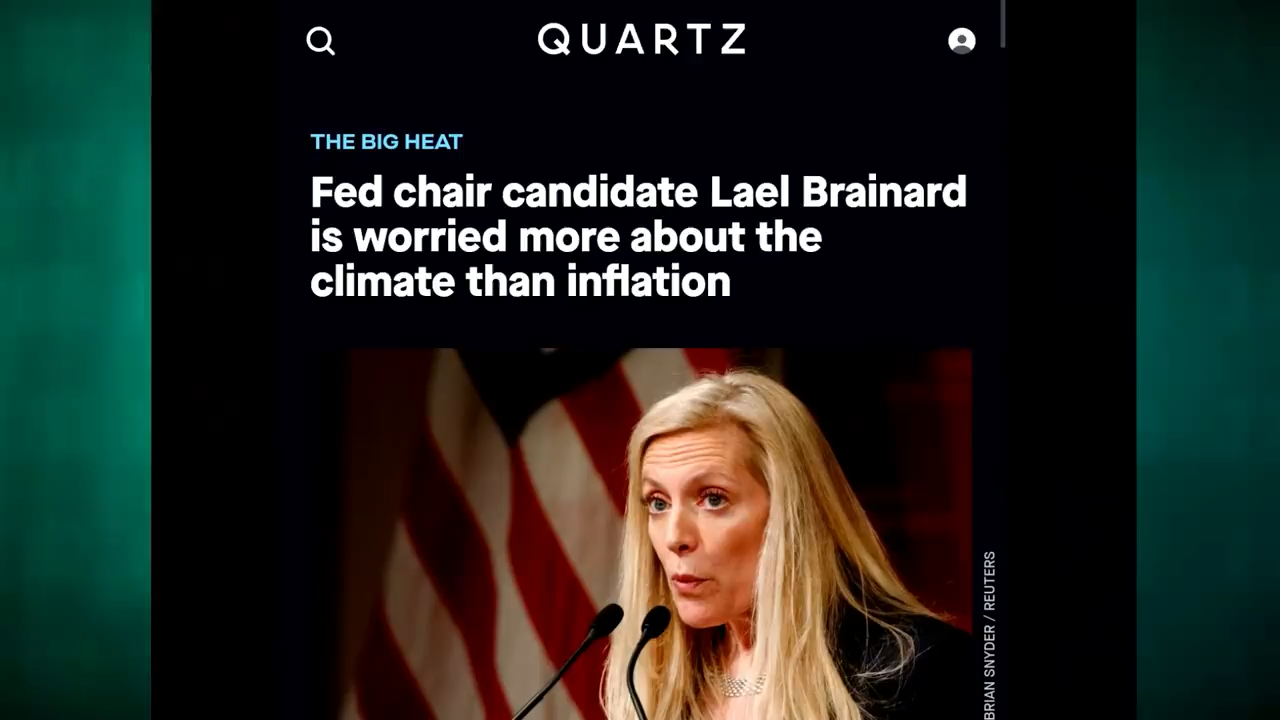 QUARTZ
THE BIG HEAT
Fed chair candidate Lael Brainard
is worried more about the
climate than inflation
BRIAN SNYDER / REUTERS